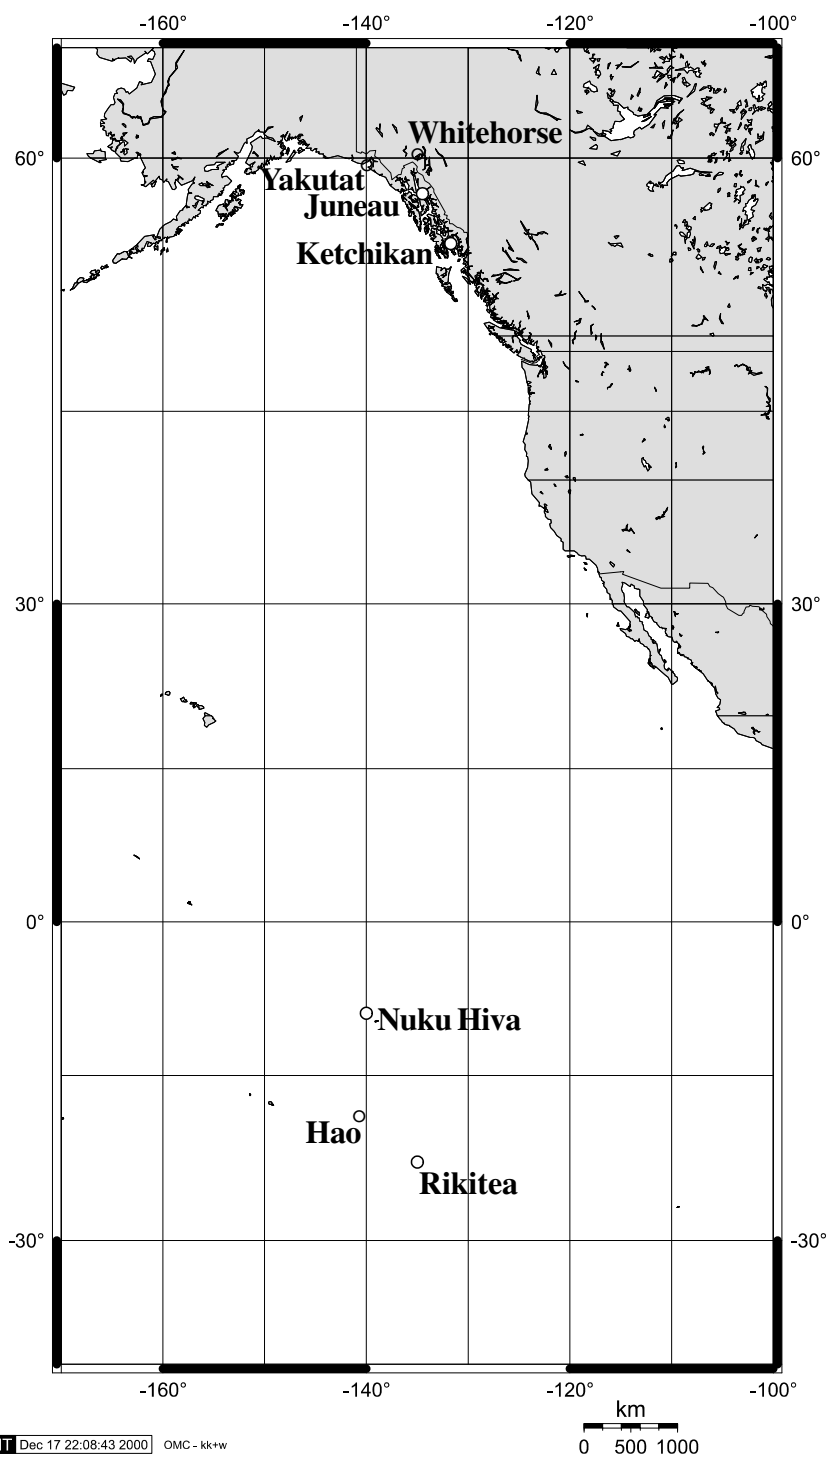 -160° -140° -120° -100°
Whitehorse
60° 60°
Yakutat
Juneau
Ketchikan
30° 30°
0° 0°
Nuku Hiva
Hao
Rikitea
-30° -30°
-160° -140° -120° -100°
km
0 500 1000
Dec 17 22:08:43 2000 OMC - kk+w